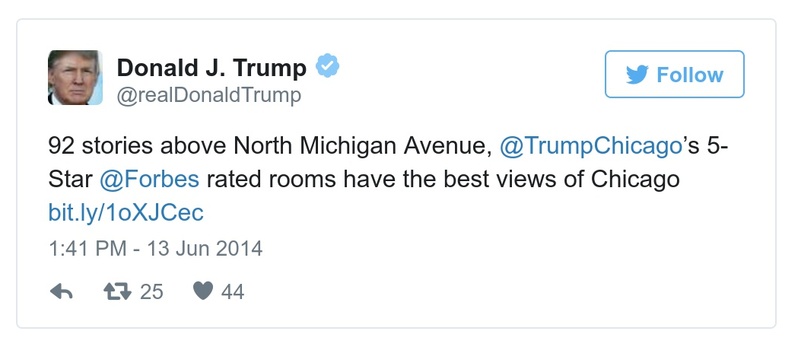 Donald J. Trump
@realDonaldTrump
Follow
92 stories above North Michigan Avenue, @TrumpChicago’s 5-
Star @Forbes rated rooms have the best views of Chicago
bit.ly/1oXJCec
1:41 PM - 13 Jun 2014
25 44